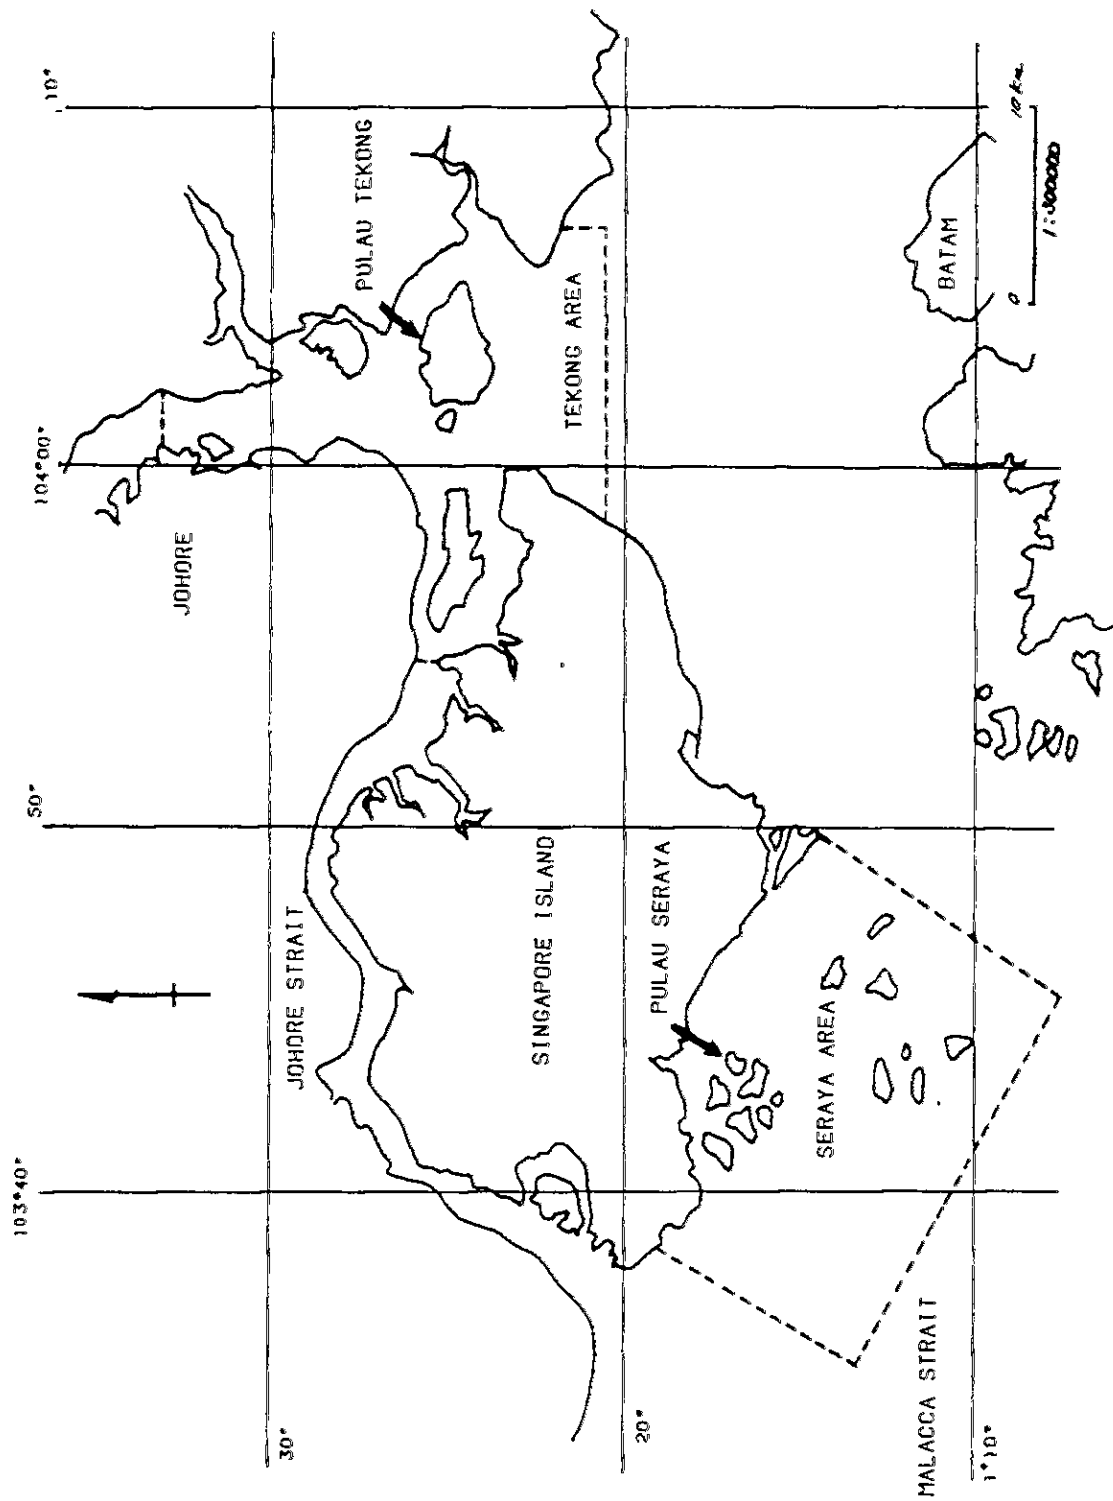 103°40'
50'
104°00'
10'
JOHORE
30'
JOHORE STRAIT
PULAU TEKONG
SINGAPORE ISLAND
TEKONG AREA
20'
PULAU SERAYA
SERAYA AREA
MALACCA STRAIT
BATAM
1°10'
0
10 km
1:300000